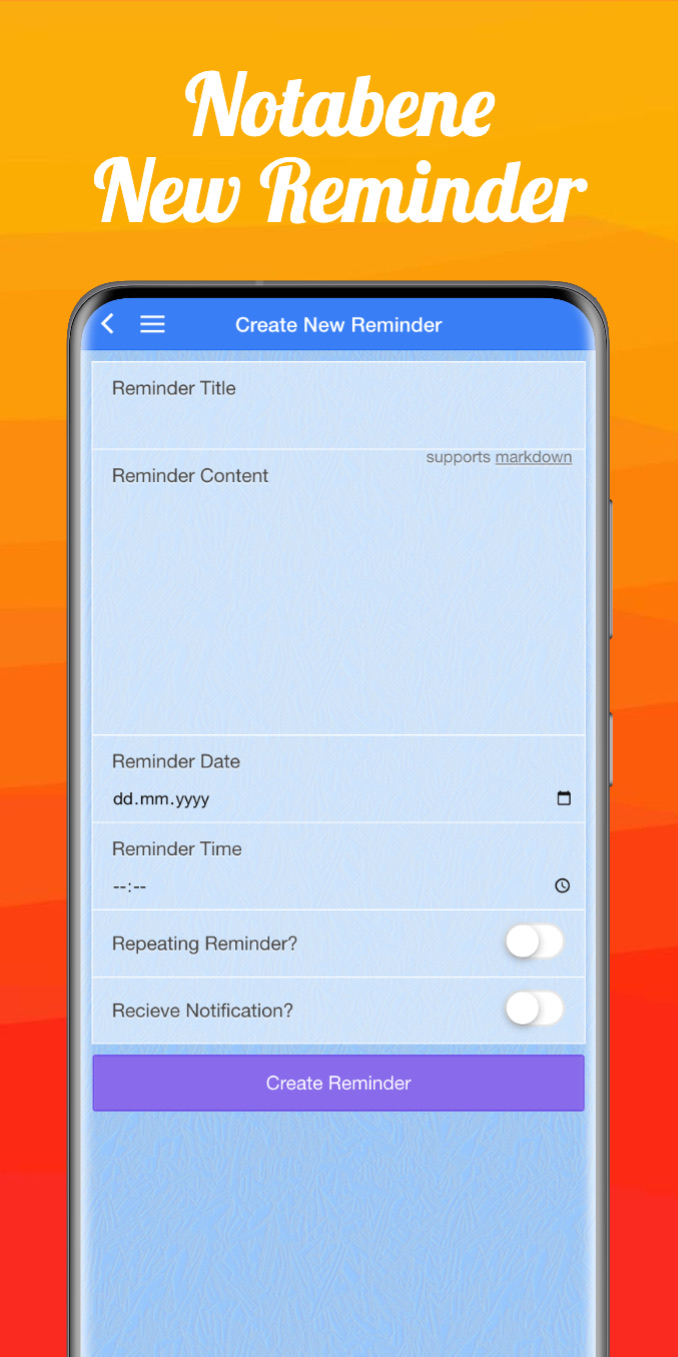 Notabene
New Reminder
Create New Reminder
Reminder Title
supports markdown
Reminder Content
Reminder Date
dd.mm.yyyy
Reminder Time
--:--
Repeating Reminder?
Recieve Notification?
Create Reminder